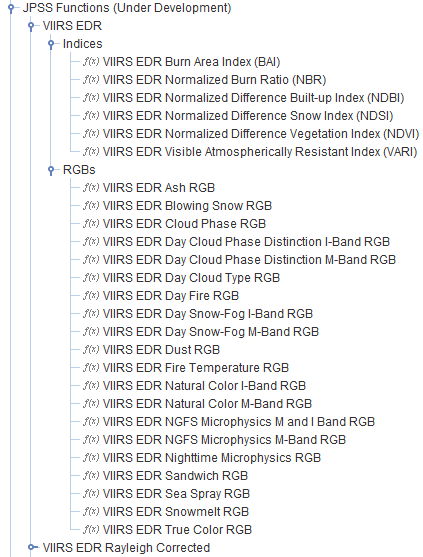 JPSS Functions (Under Development)
VIIRS EDR
Indices
f(x) VIIRS EDR Burn Area Index (BAI)
f(x) VIIRS EDR Normalized Burn Ratio (NBR)
f(x) VIIRS EDR Normalized Difference Built-up Index (NDBI)
f(x) VIIRS EDR Normalized Difference Snow Index (NDSI)
f(x) VIIRS EDR Normalized Difference Vegetation Index (NDVI)
f(x) VIIRS EDR Visible Atmospherically Resistant Index (VARI)
RGBs
f(x) VIIRS EDR Ash RGB
f(x) VIIRS EDR Blowing Snow RGB
f(x) VIIRS EDR Cloud Phase RGB
f(x) VIIRS EDR Day Cloud Phase Distinction I-Band RGB
f(x) VIIRS EDR Day Cloud Phase Distinction M-Band RGB
f(x) VIIRS EDR Day Cloud Type RGB
f(x) VIIRS EDR Day Fire RGB
f(x) VIIRS EDR Day Snow-Fog I-Band RGB
f(x) VIIRS EDR Day Snow-Fog M-Band RGB
f(x) VIIRS EDR Dust RGB
f(x) VIIRS EDR Fire Temperature RGB
f(x) VIIRS EDR Natural Color I-Band RGB
f(x) VIIRS EDR Natural Color M-Band RGB
f(x) VIIRS EDR NGFS Microphysics M and I Band RGB
f(x) VIIRS EDR NGFS Microphysics M-Band RGB
f(x) VIIRS EDR Nighttime Microphysics RGB
f(x) VIIRS EDR Sandwich RGB
f(x) VIIRS EDR Sea Spray RGB
f(x) VIIRS EDR Snowmelt RGB
f(x) VIIRS EDR True Color RGB
VIIRS EDR Rayleigh Corrected